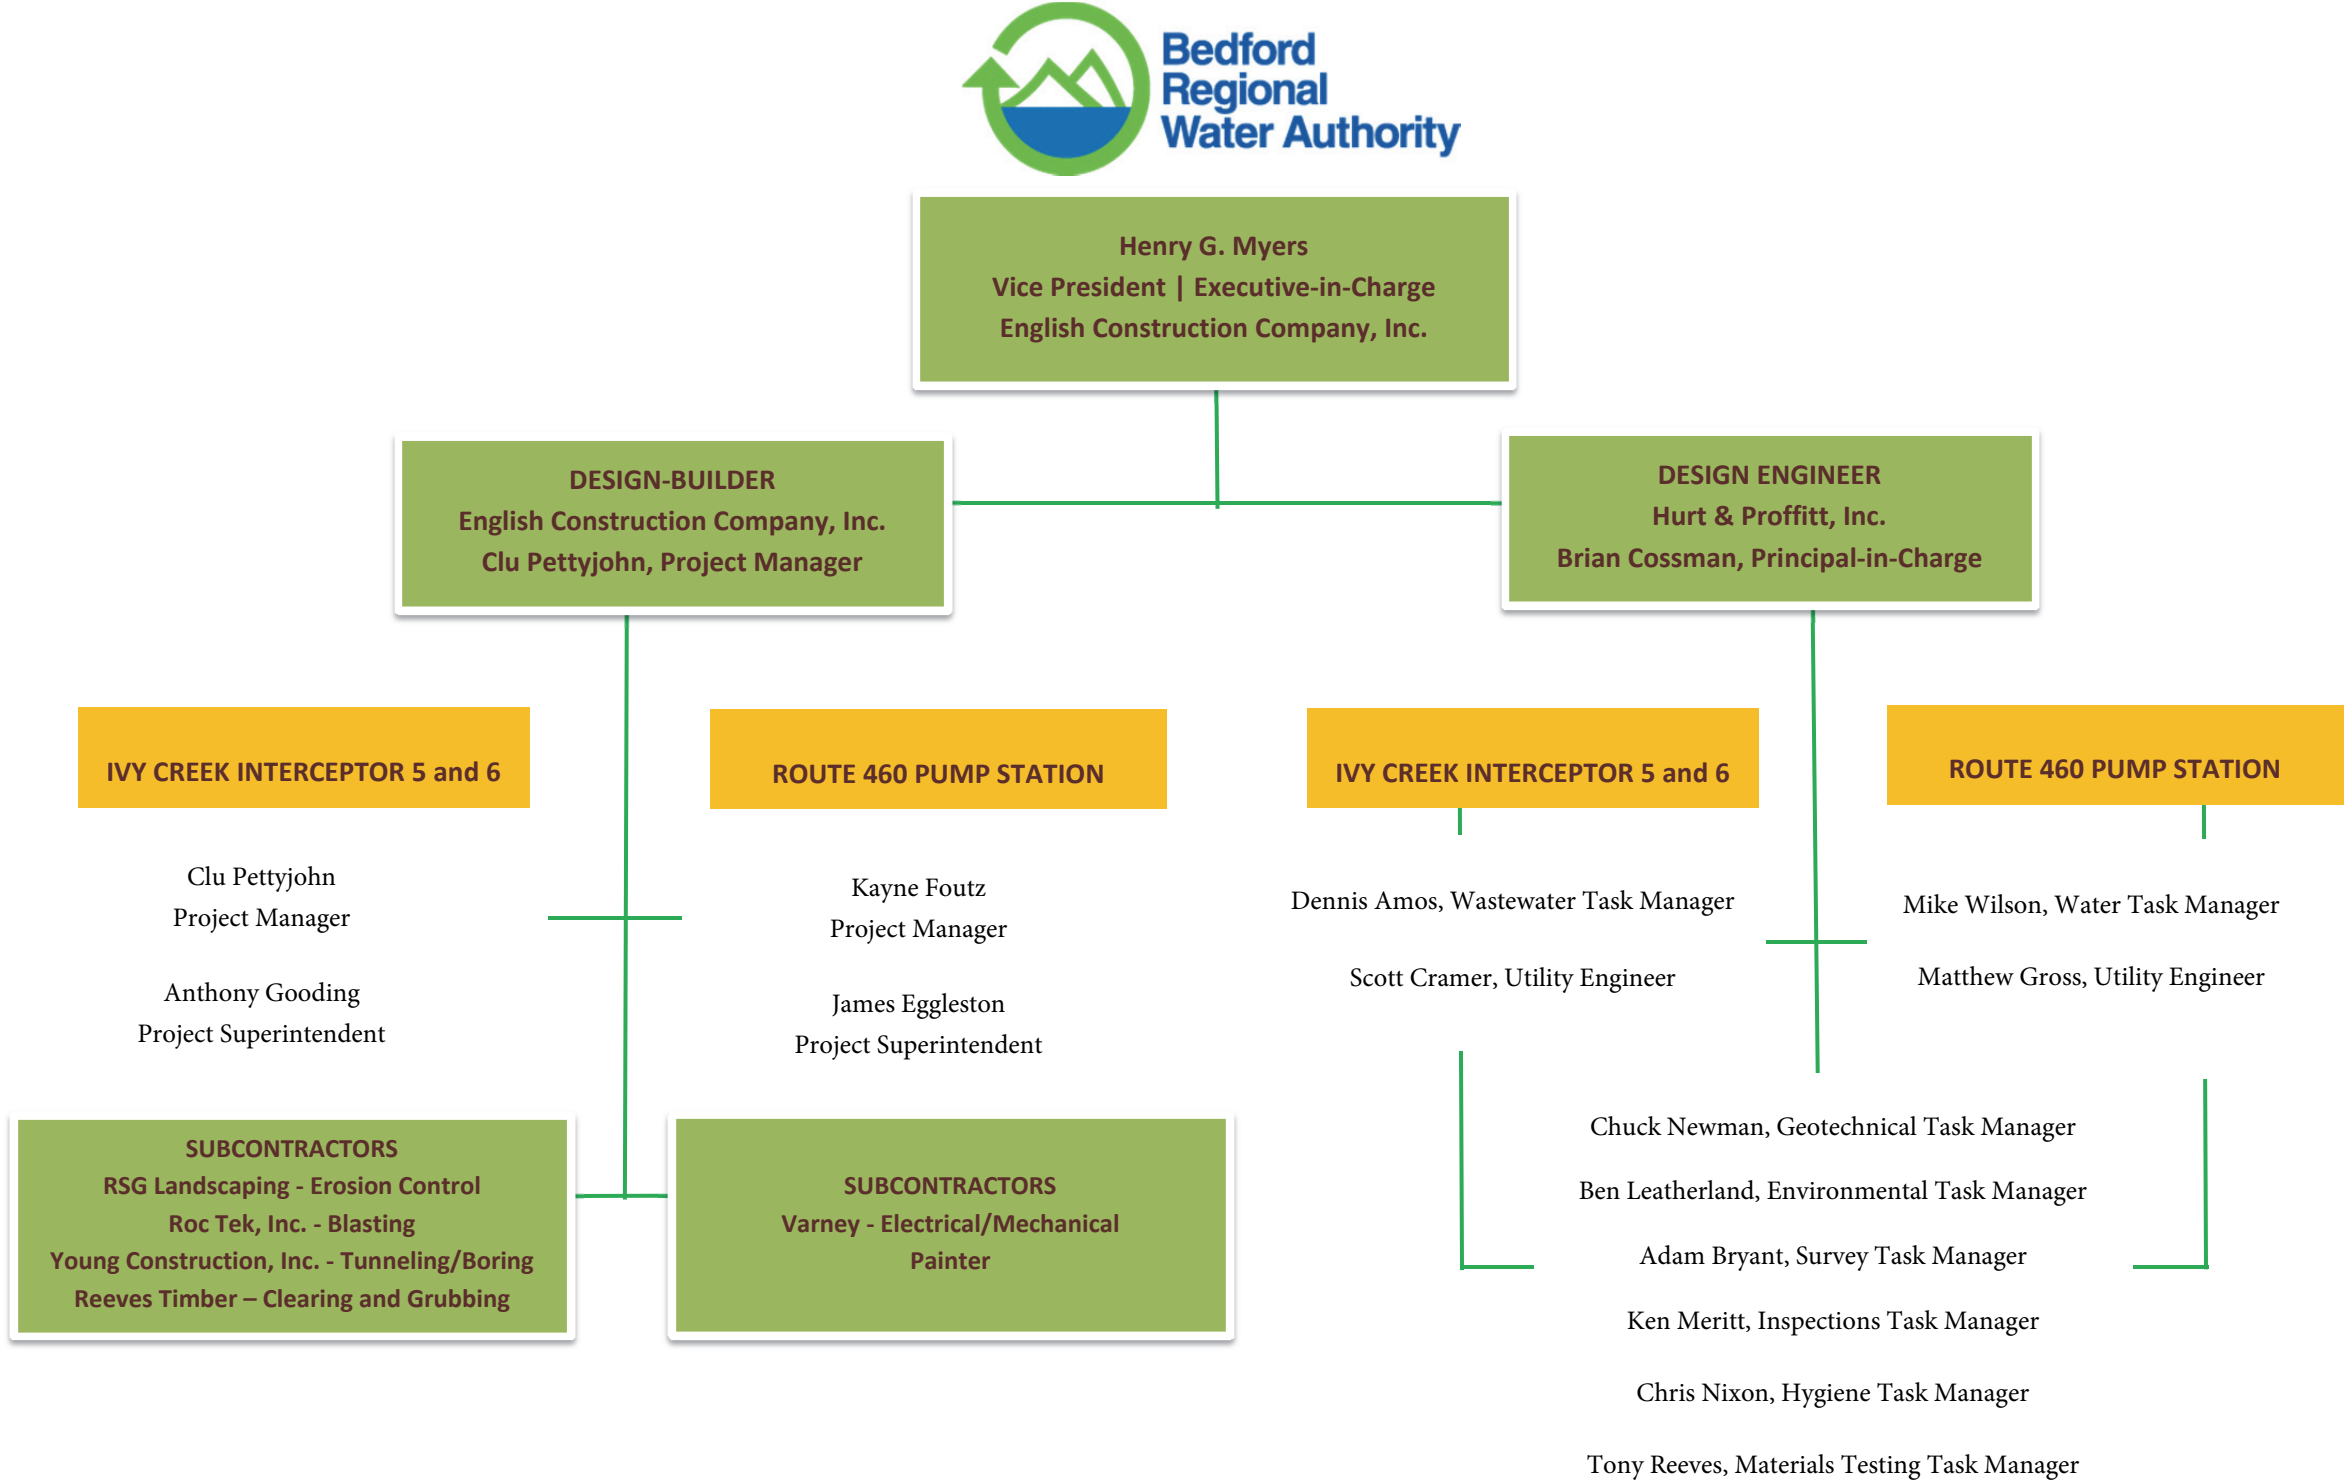 Bedford
Regional
Water Authority
Henry G. Myers
Vice President | Executive-in-Charge
English Construction Company, Inc.
DESIGN-BUILDER
English Construction Company, Inc.
Clu Pettyjohn, Project Manager
DESIGN ENGINEER
Hurt & Proffitt, Inc.
Brian Cossman, Principal-in-Charge
IVY CREEK INTERCEPTOR 5 and 6
Clu Pettyjohn
Project Manager
Anthony Gooding
Project Superintendent
ROUTE 460 PUMP STATION
Kayne Foutz
Project Manager
James Eggleston
Project Superintendent
SUBCONTRACTORS
RSG Landscaping - Erosion Control
Roc Tek, Inc. - Blasting
Young Construction, Inc. - Tunneling/Boring
Reeves Timber – Clearing and Grubbing
SUBCONTRACTORS
Varney - Electrical/Mechanical
Painter
IVY CREEK INTERCEPTOR 5 and 6
Dennis Amos, Wastewater Task Manager
Scott Cramer, Utility Engineer
ROUTE 460 PUMP STATION
Mike Wilson, Water Task Manager
Matthew Gross, Utility Engineer
Chuck Newman, Geotechnical Task Manager
Ben Leatherland, Environmental Task Manager
Adam Bryant, Survey Task Manager
Ken Meritt, Inspections Task Manager
Chris Nixon, Hygiene Task Manager
Tony Reeves, Materials Testing Task Manager